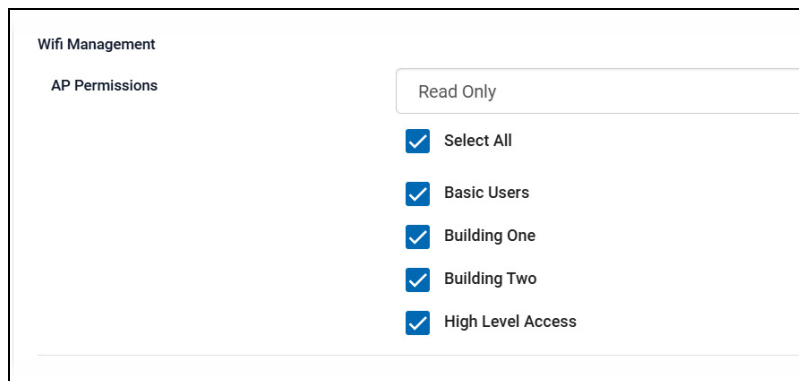 Wifi Management
AP Permissions
Read Only
Select All
Basic Users
Building One
Building Two
High Level Access